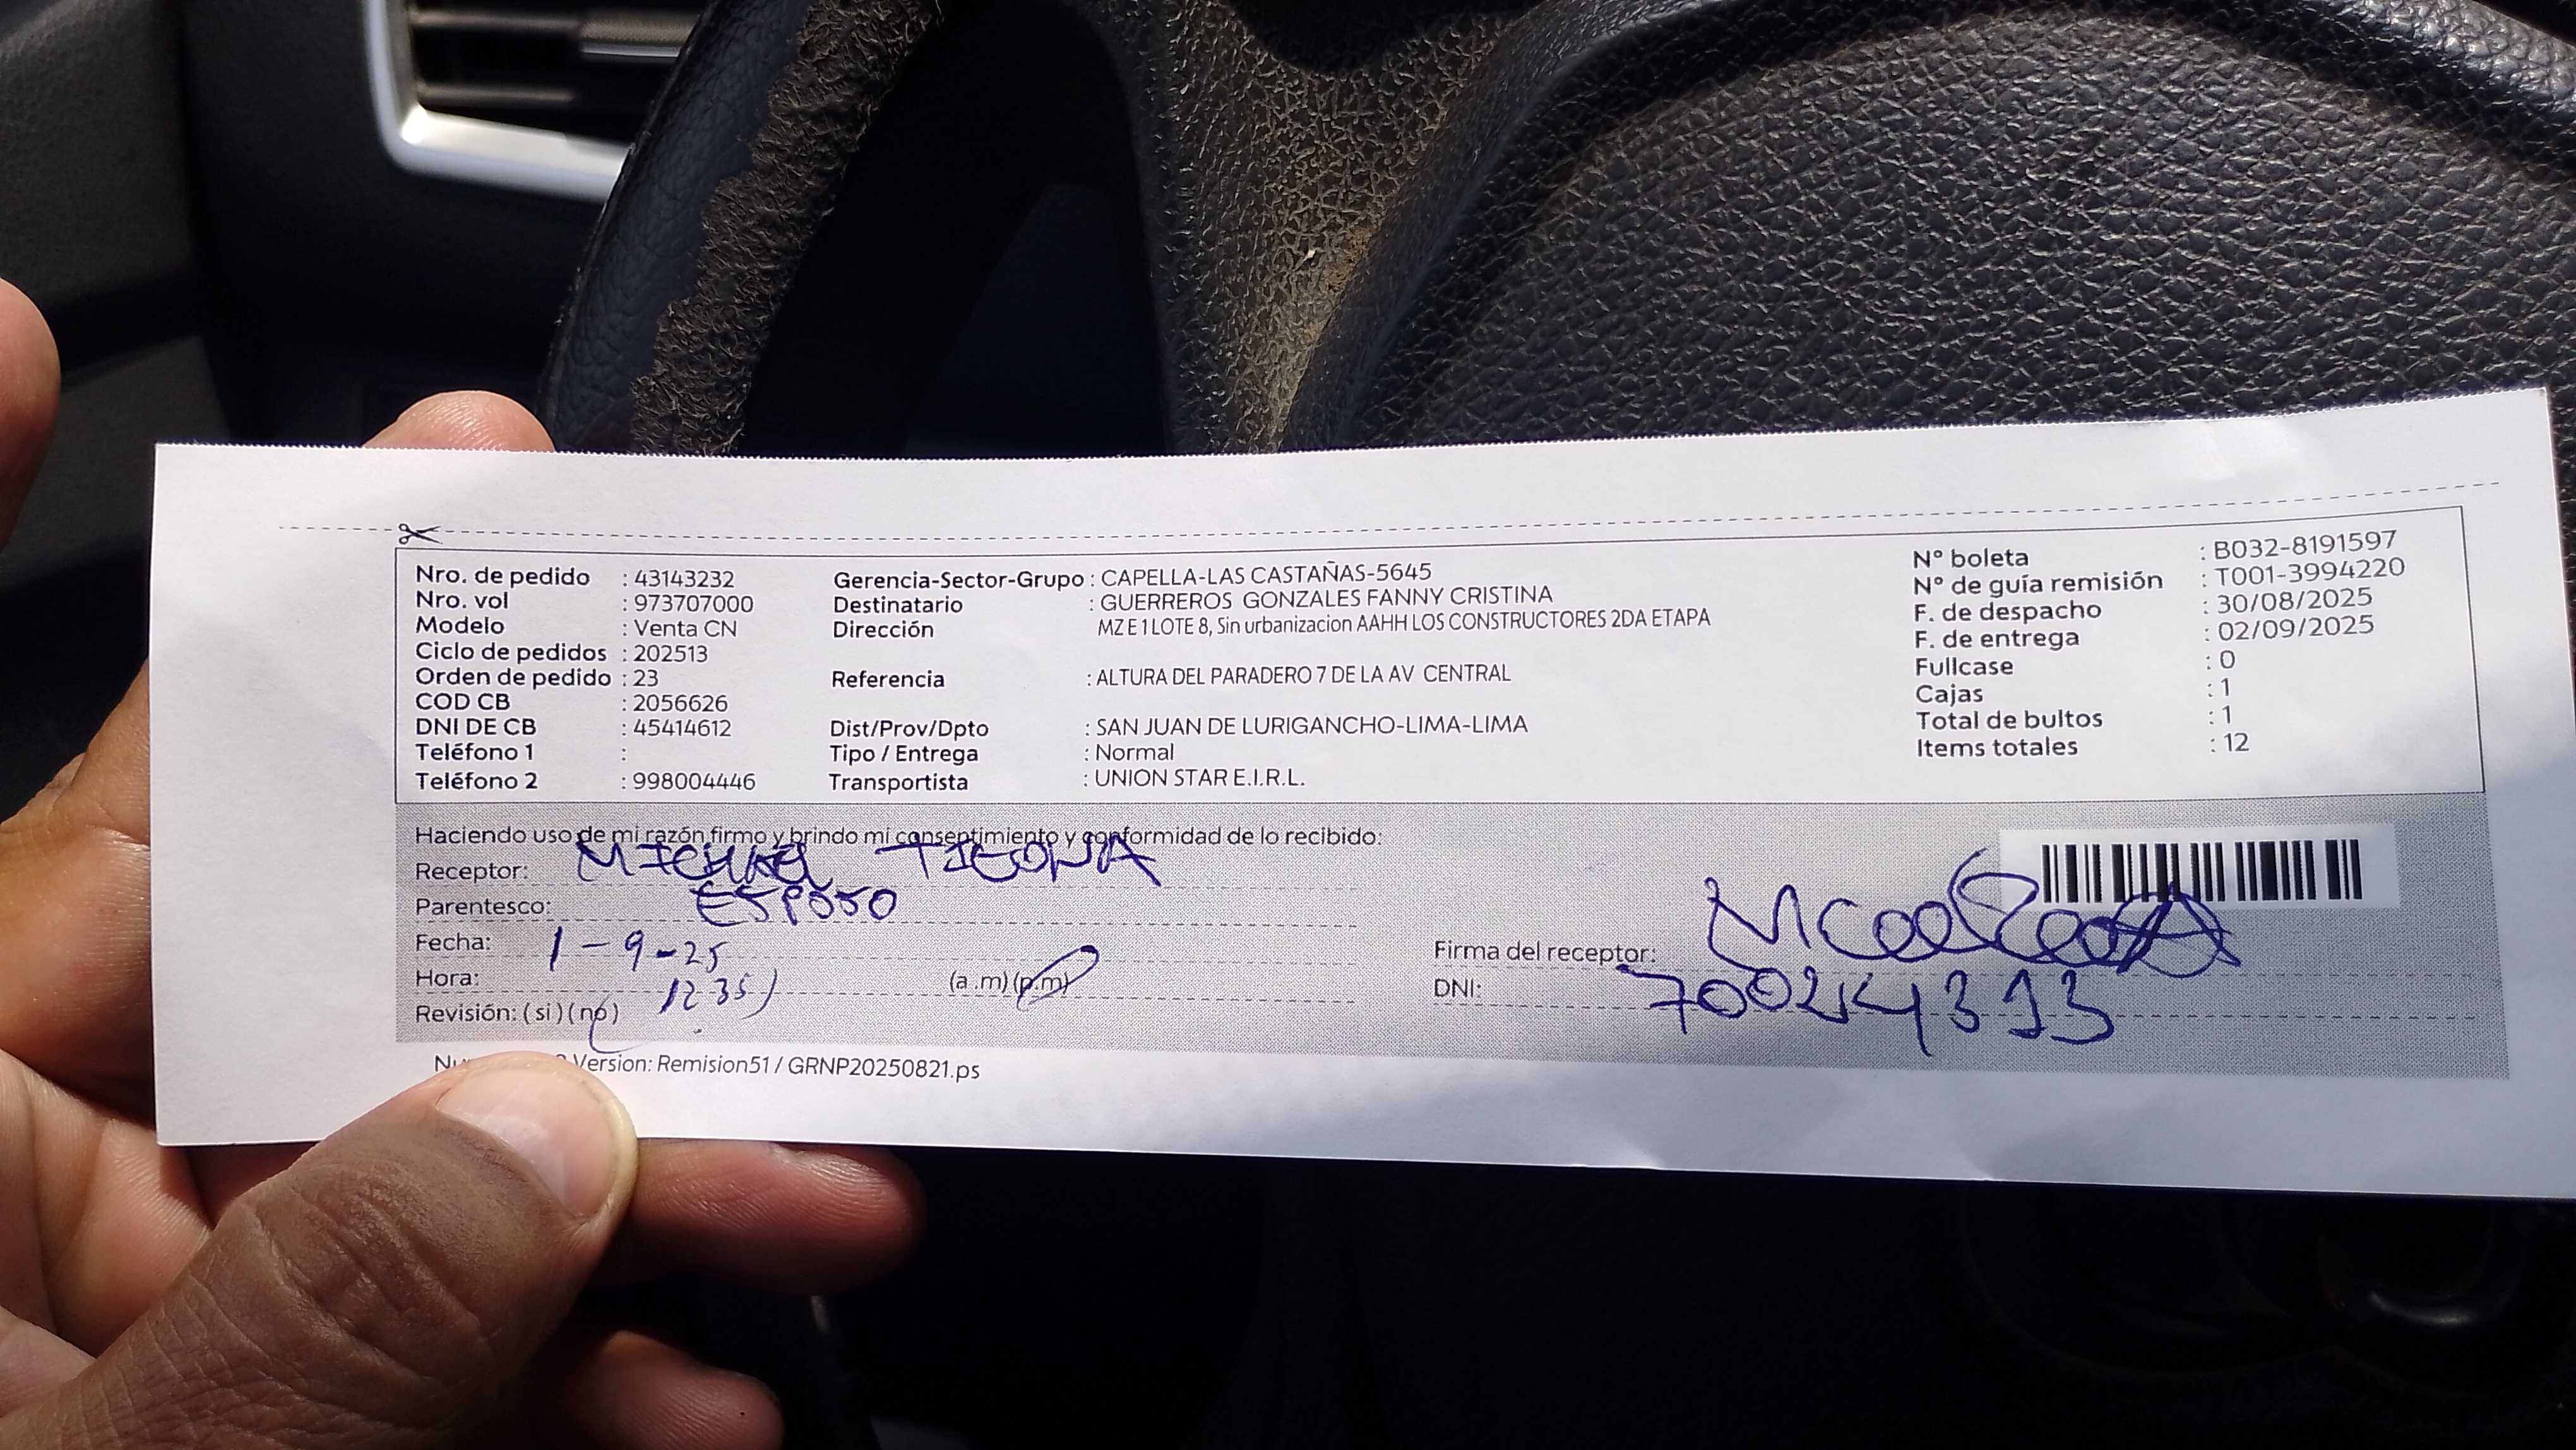 Nro. de pedido : 43143232
Nro. vol : 973707000
Modelo : Venta CN
Ciclo de pedidos : 202513
Orden de pedido : 23
COD CB : 2056626
DNI DE CB : 45414612
Teléfono 1 :
Teléfono 2 : 998004446
Gerencia-Sector-Grupo : CAPELLA-LAS CASTAÑAS-5645
Destinatario : GUERREROS GONZALES FANNY CRISTINA
Dirección MZ E 1 LOTE 8, Sin urbanizacion AAHH LOS CONSTRUCTORES 2DA ETAPA
Referencia : ALTURA DEL PARADERO 7 DE LA AV CENTRAL
Dist/Prov/Dpto : SAN JUAN DE LURIGANCHO-LIMA-LIMA
Tipo / Entrega : Normal
Transportista : UNION STAR E.I.R.L.
N° boleta : B032-8191597
N° de guía remisión : T001-3994220
F. de despacho : 30/08/2025
F. de entrega : 02/09/2025
Fullcase : 0
Cajas : 1
Total de bultos : 1
Items totales : 12
Haciendo uso de mi razón firmo y brindo mi consentimiento y conformidad de lo recibido:
Receptor: TICONA
Parentesco: ESPOSO
Fecha: 1-9-25
Hora: 12 35 (a.m) (p.m)
Revisión: (si) (no)
Firma del receptor:
DNI:
Version: Remision51 / GRNP20250821.ps